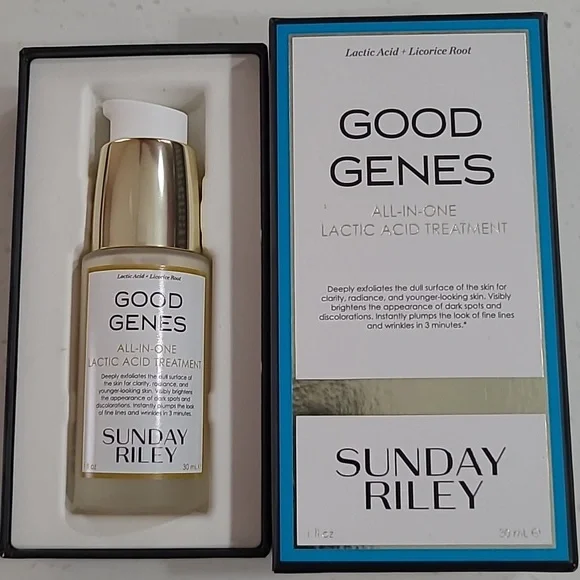 Lactic Acid + Licorice Root
GOOD
GENES
ALL-IN-ONE
LACTIC ACID TREATMENT
Deeply exfoliates the dull surface of
the skin for clarity, radiance, and
younger-looking skin. Visibly brightens
the appearance of dark spots and
discolorations. Instantly plumps the look
of fine lines and wrinkles in 3 minutes.
SUNDAY
RILEY
1 fl oz 30 mL e
Lactic Acid + Licorice Root
GOOD
GENES
ALL-IN-ONE
LACTIC ACID TREATMENT
Deeply exfoliates the dull surface of the skin for
clarity, radiance, and younger-looking skin. Visibly
brightens the appearance of dark spots and
discolorations. Instantly plumps the look of fine lines
and wrinkles in 3 minutes.*
SUNDAY
RILEY
1 fl oz 30 mL e